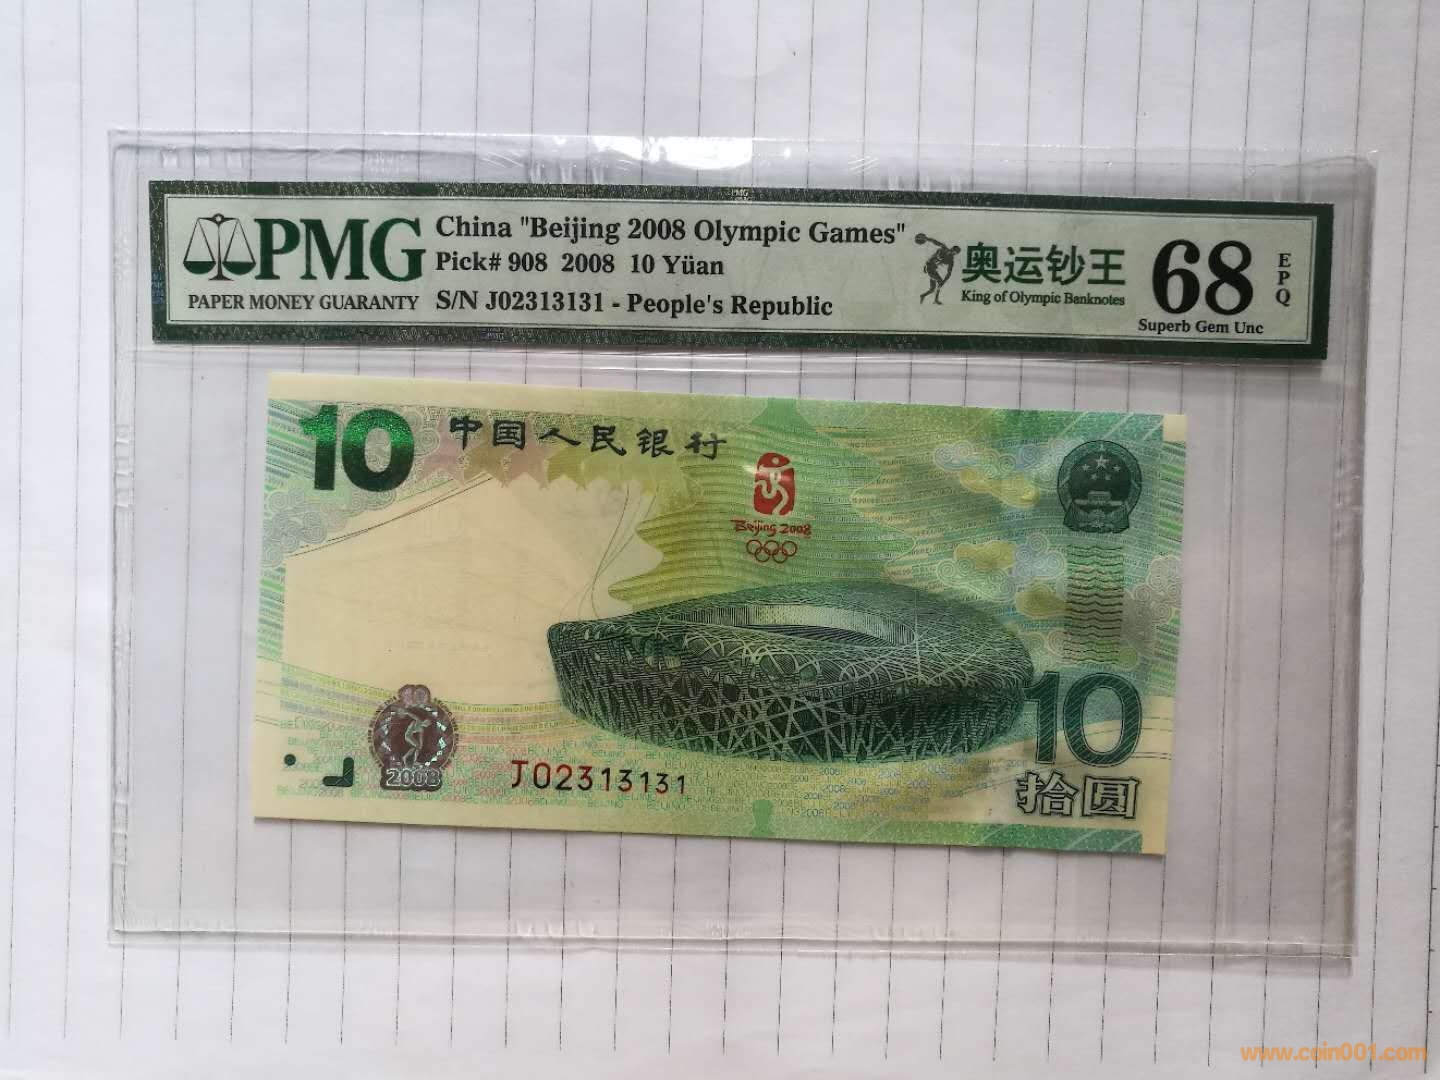 PMG
PAPER MONEY GUARANTY
China "Beijing 2008 Olympic Games"
Pick# 908 2008 10 Yüan
S/N J02313131 - People's Republic
奥运钞王
King of Olympic Banknotes
68
EPQ
Superb Gem Unc
10
中国人民银行
Beijing 2008
10
2008
J02313131
10
拾圆
www.coin001.com